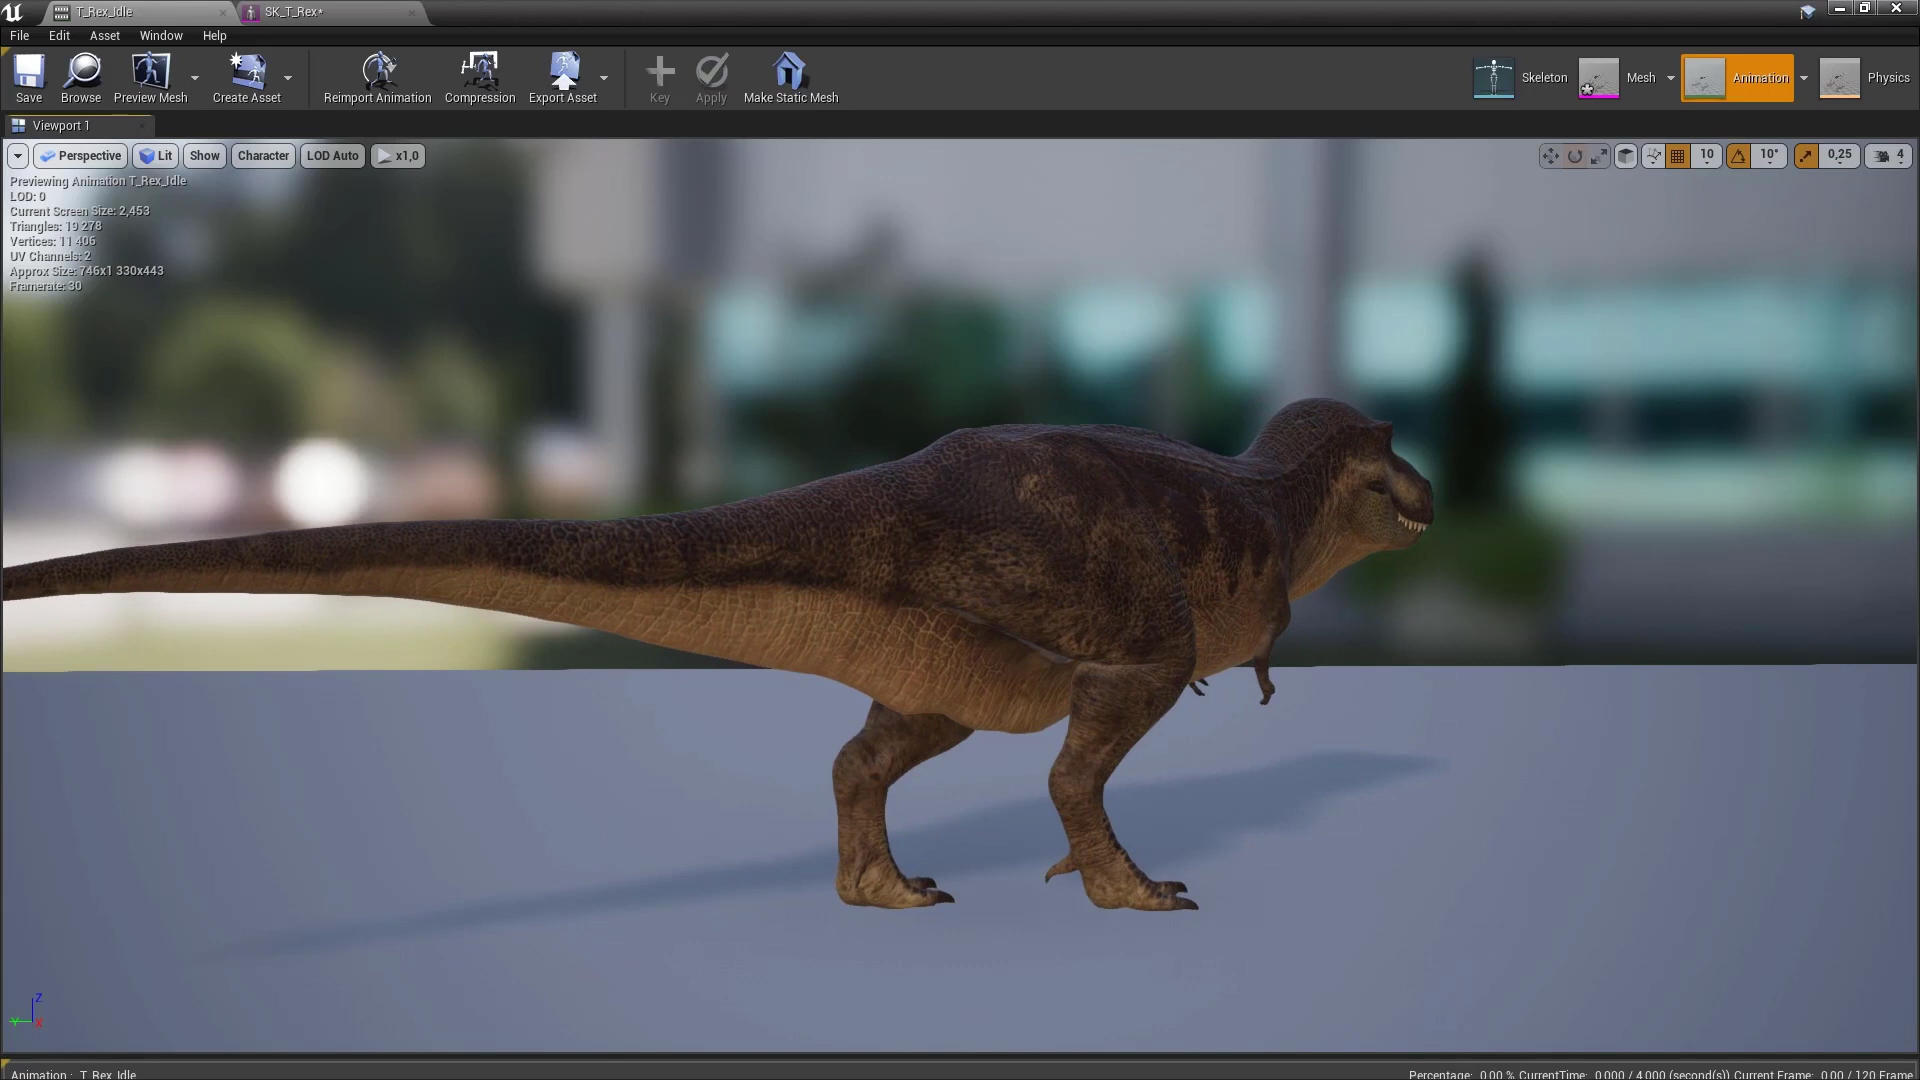 T_Rex_Idle
SK_T_Rex*
File Edit Asset Window Help
Save Browse Preview Mesh Create Asset Reimport Animation Compression Export Asset Key Apply Make Static Mesh Skeleton Mesh Animation Physics
Viewport 1
Perspective Lit Show Character LOD Auto x1,0 10 10° 0,25 4
Previewing Animation T_Rex_Idle
LOD: 0
Current Screen Size: 2,453
Triangles: 19 278
Vertices: 11 406
UV Channels: 2
Approx Size: 746x1 330x443
Framerate: 30
Z
Y X
Animation : T_Rex_Idle Percentage: 0.00 % CurrentTime: 0.000 / 4.000 (second(s)) Current Frame: 0.00 / 120 Frame